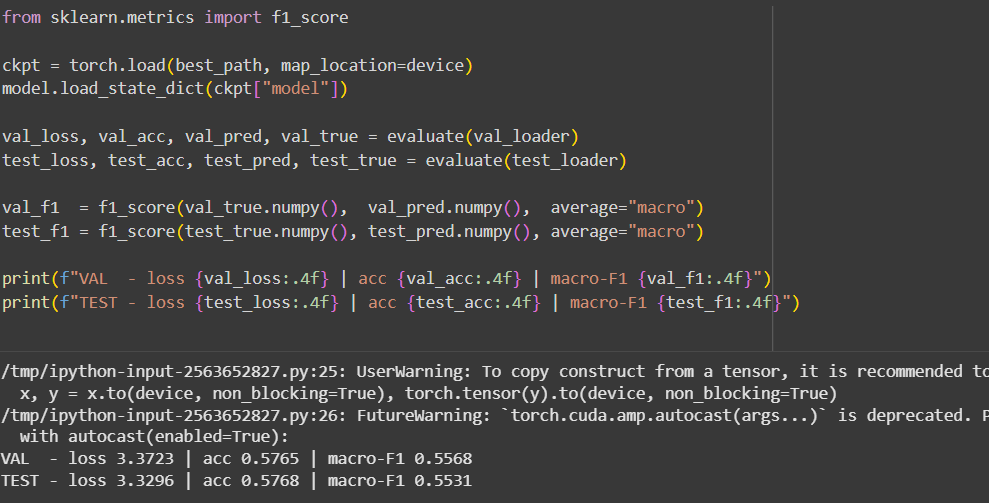 from sklearn.metrics import f1_score
ckpt = torch.load(best_path, map_location=device)
model.load_state_dict(ckpt["model"])
val_loss, val_acc, val_pred, val_true = evaluate(val_loader)
test_loss, test_acc, test_pred, test_true = evaluate(test_loader)
val_f1  = f1_score(val_true.numpy(),  val_pred.numpy(),  average="macro")
test_f1 = f1_score(test_true.numpy(), test_pred.numpy(), average="macro")
print(f"VAL  - loss {val_loss:.4f} | acc {val_acc:.4f} | macro-F1 {val_f1:.4f}")
print(f"TEST - loss {test_loss:.4f} | acc {test_acc:.4f} | macro-F1 {test_f1:.4f}")
/tmp/ipython-input-2563652827.py:25: UserWarning: To copy construct from a tensor, it is recommended to
  x, y = x.to(device, non_blocking=True), torch.tensor(y).to(device, non_blocking=True)
/tmp/ipython-input-2563652827.py:26: FutureWarning: `torch.cuda.amp.autocast(args...)` is deprecated.
  with autocast(enabled=True):
VAL  - loss 3.3723 | acc 0.5765 | macro-F1 0.5568
TEST - loss 3.3296 | acc 0.5768 | macro-F1 0.5531